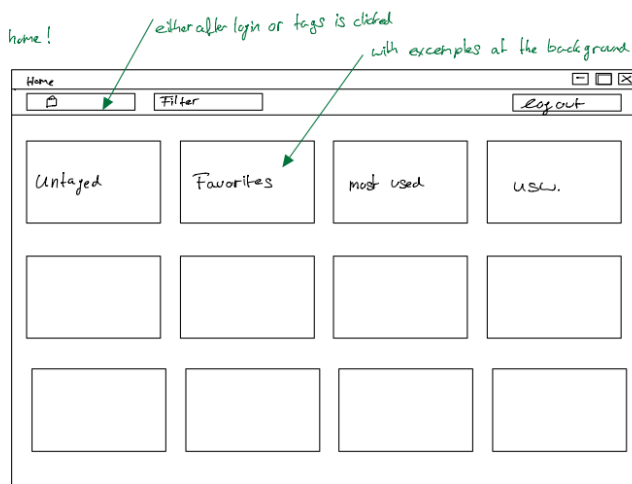 home!
either after login or tags is clicked
with excemples at the background
Home
Filter
log out
Untaged
Favorites
most used
usw.